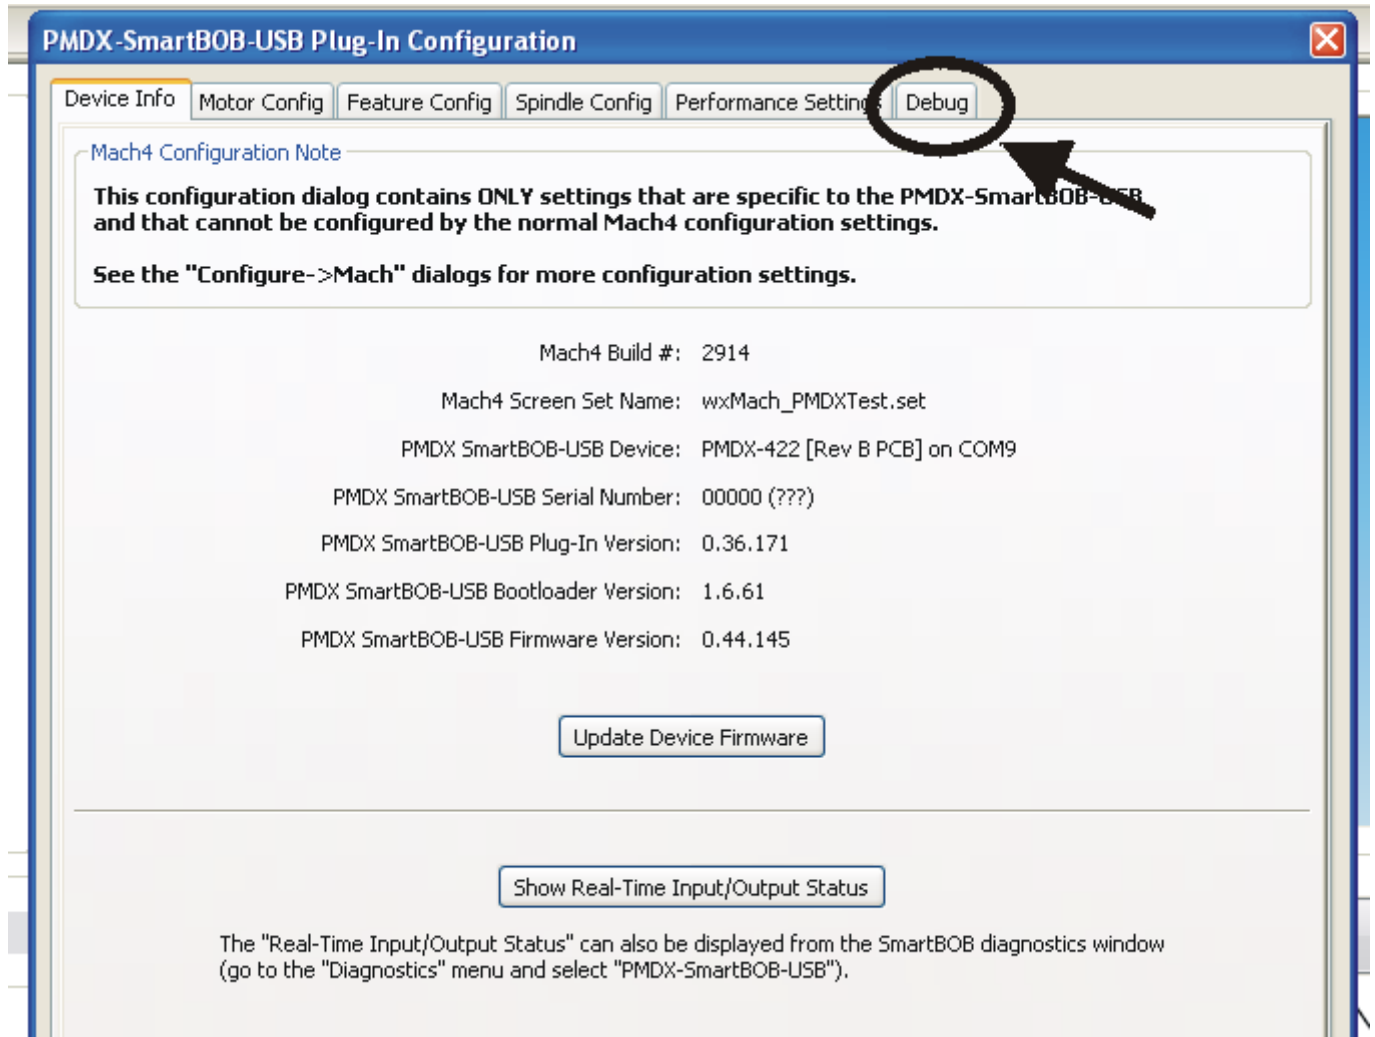 PMDX-SmartBOB-USB Plug-In Configuration
Device Info Motor Config Feature Config Spindle Config Performance Settings Debug
Mach4 Configuration Note
This configuration dialog contains ONLY settings that are specific to the PMDX-SmartBOB-USB
and that cannot be configured by the normal Mach4 configuration settings.
See the "Configure->Mach" dialogs for more configuration settings.
Mach4 Build #: 2914
Mach4 Screen Set Name: wxMach_PMDXTest.set
PMDX SmartBOB-USB Device: PMDX-422 [Rev B PCB] on COM9
PMDX SmartBOB-USB Serial Number: 00000 (???)
PMDX SmartBOB-USB Plug-In Version: 0.36.171
PMDX SmartBOB-USB Bootloader Version: 1.6.61
PMDX SmartBOB-USB Firmware Version: 0.44.145
Update Device Firmware
Show Real-Time Input/Output Status
The "Real-Time Input/Output Status" can also be displayed from the SmartBOB diagnostics window
(go to the "Diagnostics" menu and select "PMDX-SmartBOB-USB").